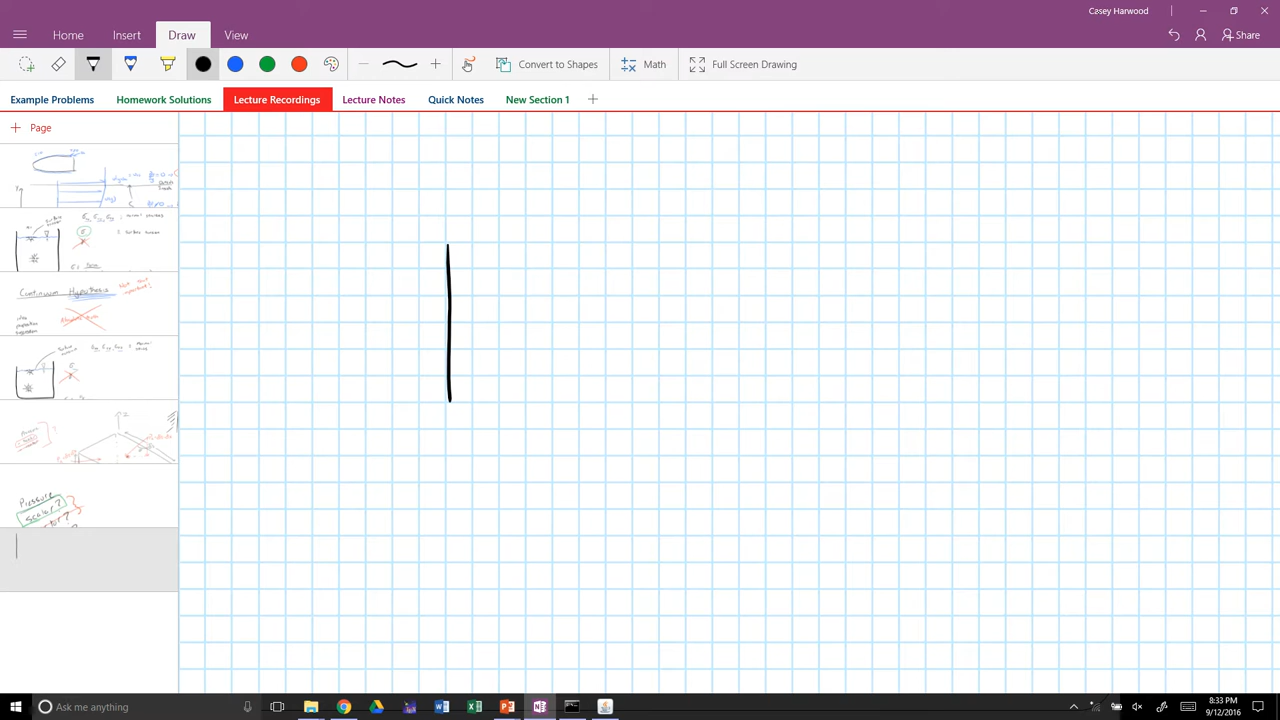 Casey Harwood
Home Insert Draw View
Share
Convert to Shapes Math Full Screen Drawing
Example Problems Homework Solutions Lecture Recordings Lecture Notes Quick Notes New Section 1
Page
Continuum Hypothesis
Pressure
scalar?
Ask me anything
8:33 PM
9/12/2016